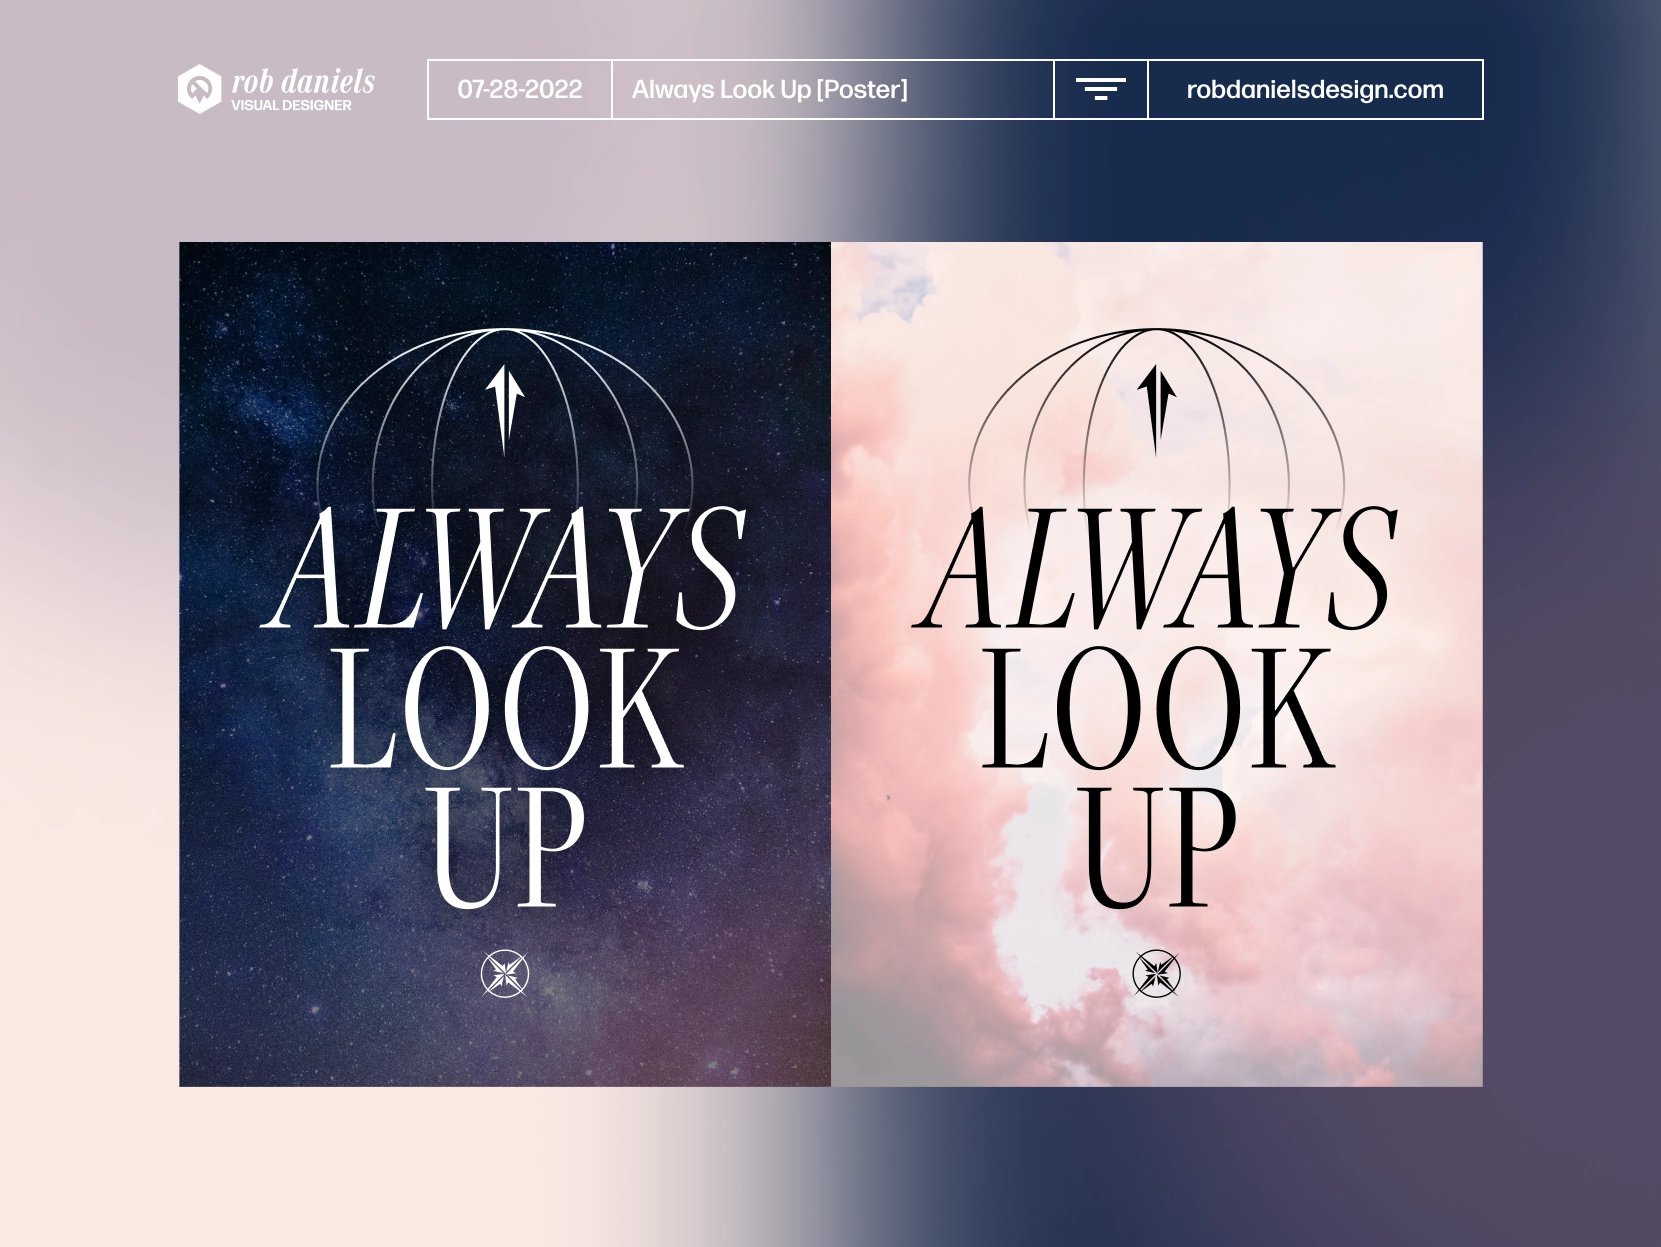 rob daniels
VISUAL DESIGNER
07-28-2022
Always Look Up [Poster]
robdanielsdesign.com
ALWAYS
LOOK
UP
ALWAYS
LOOK
UP